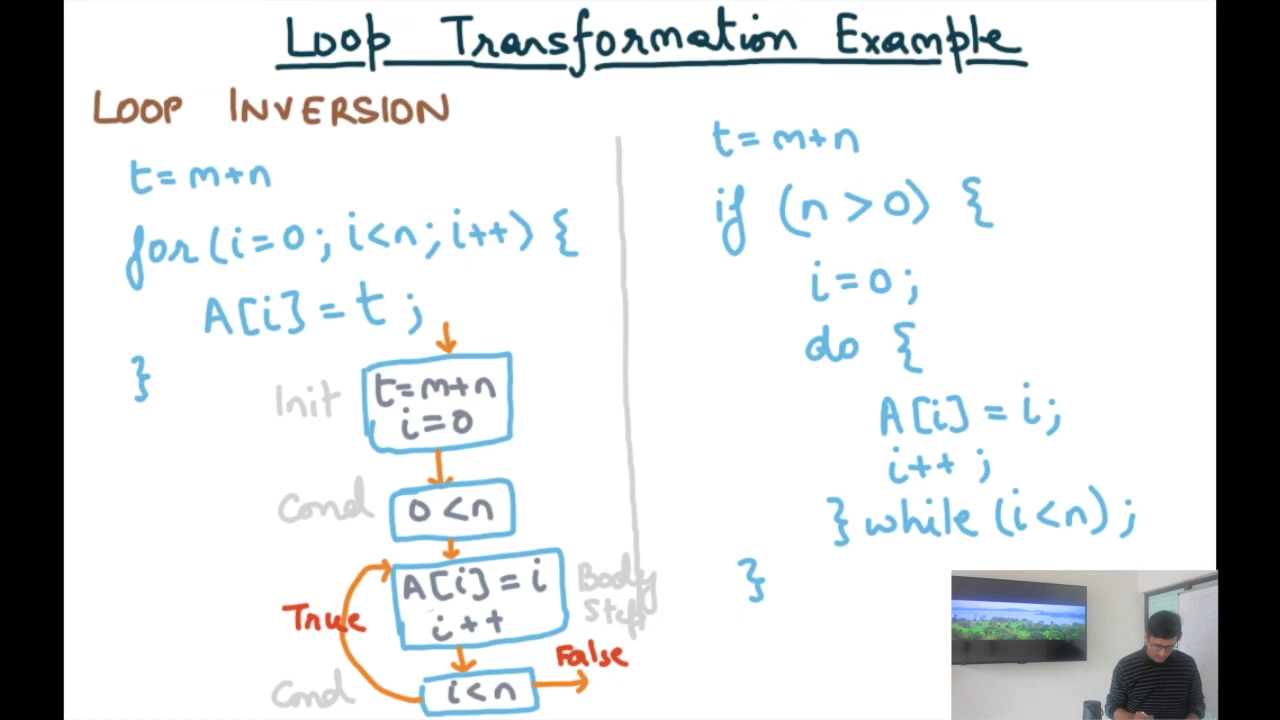 Loop Transformation Example
LOOP INVERSION
t=m+n
for(i=0; i<n; i++) {
A[i] = t ;
}
Init
t=m+n
i=0
Cond
0<n
A[i] = i
i++
Body
Step
True
False
Cond
i<n
t=m+n
if (n>0) {
i=0;
do {
A[i] = i;
i++ ;
} while (i<n) ;
}